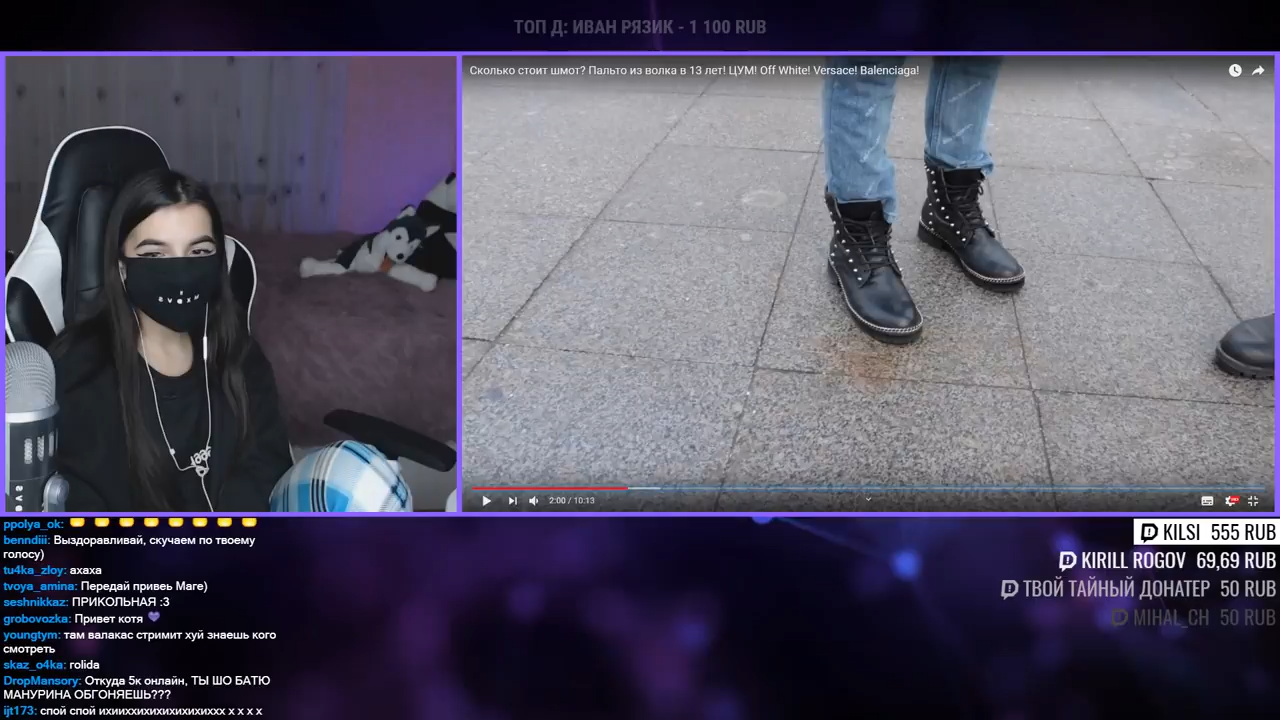 ТОП Д: ИВАН РЯЗИК - 1 100 RUB
Сколько стоит шмот? Пальто из волка в 13 лет! ЦУМ! Off White! Versace! Balenciaga!
2:00 / 10:13
ppolya_ok:
benndiii: Выздоравливай, скучаем по твоему
голосу)
tu4ka_zloy: ахаха
tvoya_amina: Передай привеь Маге)
seshnikkaz: ПРИКОЛЬНАЯ :3
grobovozka: Привет котя 💜
youngtym: там валакас стримит хуй знаешь кого
смотреть
skaz_o4ka: rolida
DropMansory: Откуда 5к онлайн, ТЫ ШО БАТЮ
МАНУРИНА ОБГОНЯЕШЬ???
ijt173: спой спой ихииххихихихихихиххх х х х х
KILSI 555 RUB
KIRILL ROGOV 69,69 RUB
ТВОЙ ТАЙНЫЙ ДОНАТЕР 50 RUB
MIHAL_CH 50 RUB